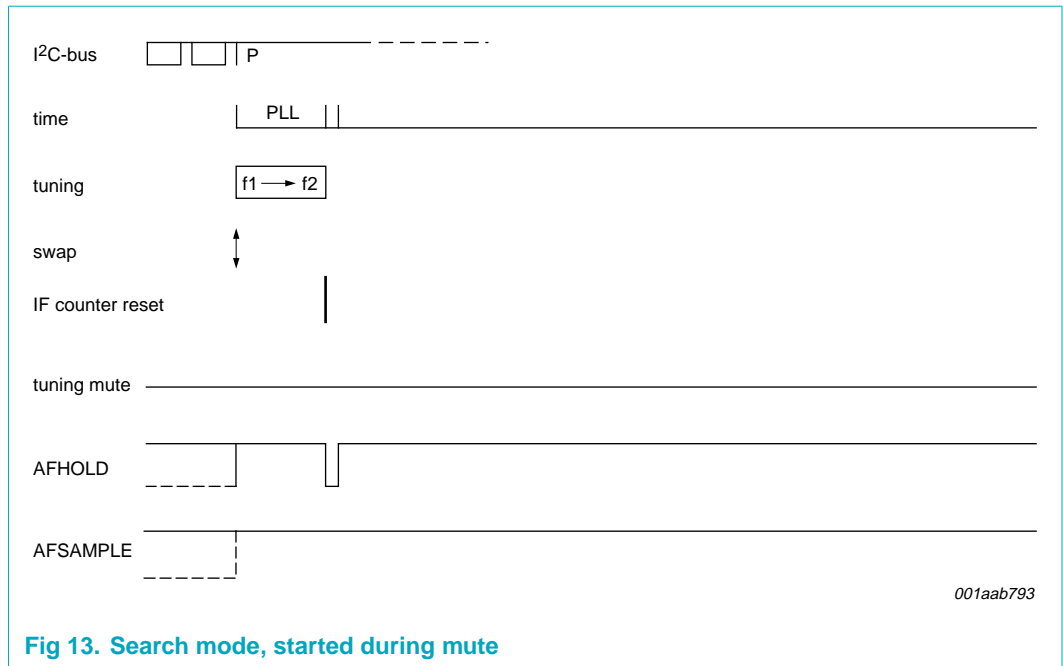 I²C-bus P
time PLL
tuning f1 → f2
swap
IF counter reset
tuning mute
AFHOLD
AFSAMPLE
001aab793
Fig 13. Search mode, started during mute